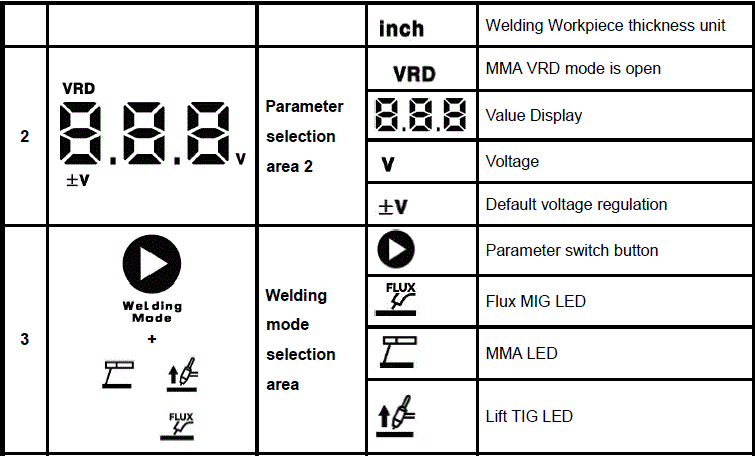 inch Welding Workpiece thickness unit
2
VRD
8.8.8 V
±V
Parameter
selection
area 2
VRD MMA VRD mode is open
8.8.8 Value Display
V Voltage
±V Default voltage regulation
3
Welding
Mode
+
FLUX
Welding
mode
selection
area
Parameter switch button
FLUX Flux MIG LED
MMA LED
Lift TIG LED